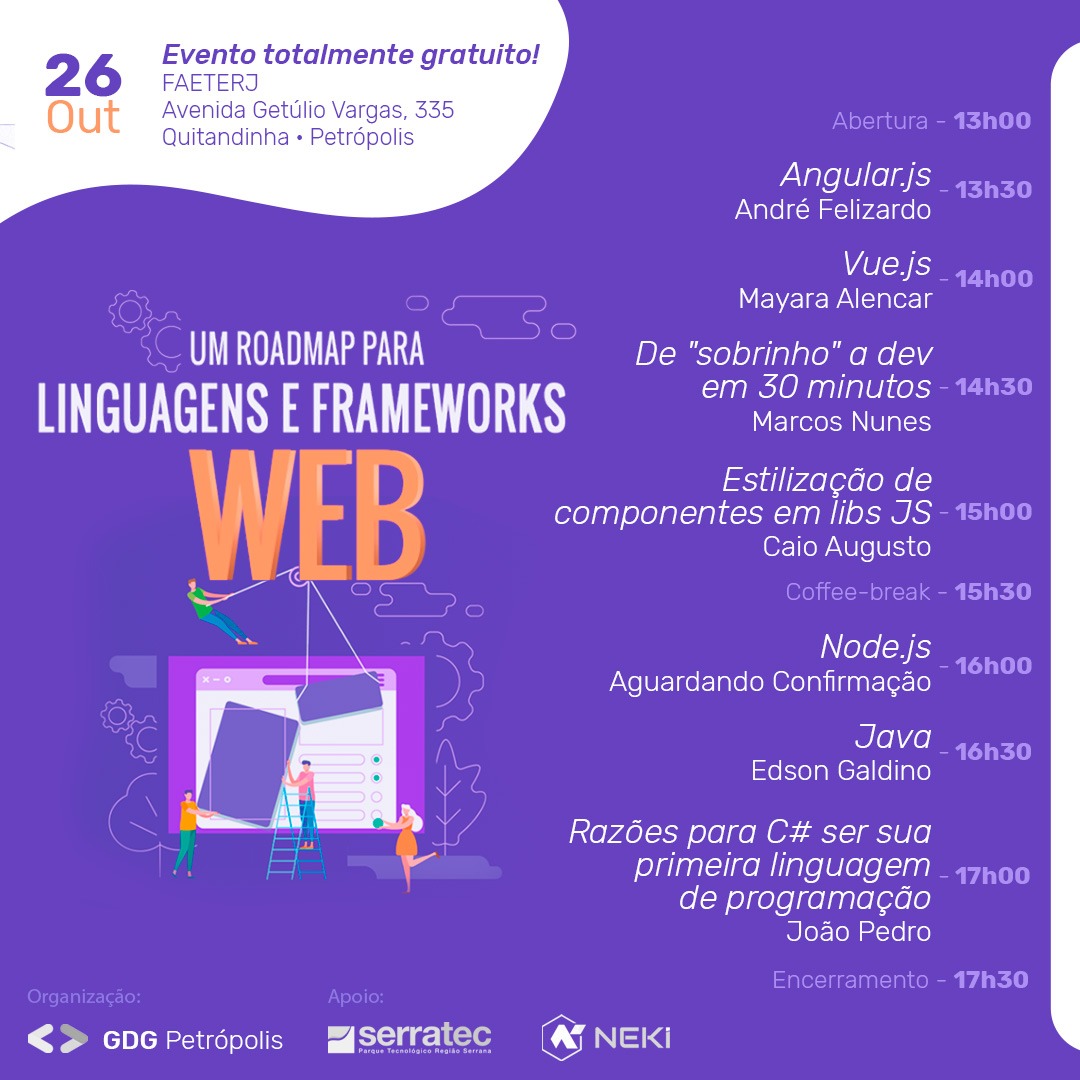 26
Out
Evento totalmente gratuito!
FAETERJ
Avenida Getúlio Vargas, 335
Quitandinha • Petrópolis
UM ROADMAP PARA
LINGUAGENS E FRAMEWORKS
WEB
Abertura - 13h00
Angular.js
André Felizardo
- 13h30
Vue.js
Mayara Alencar
- 14h00
De "sobrinho" a dev
em 30 minutos
Marcos Nunes
- 14h30
Estilização de
componentes em libs JS
Caio Augusto
- 15h00
Coffee-break - 15h30
Node.js
Aguardando Confirmação
- 16h00
Java
Edson Galdino
- 16h30
Razões para C# ser sua
primeira linguagem
de programação
João Pedro
- 17h00
Encerramento - 17h30
Organização:
GDG Petrópolis
Apoio:
serratec
Parque Tecnológico Região Serrana
NEKi